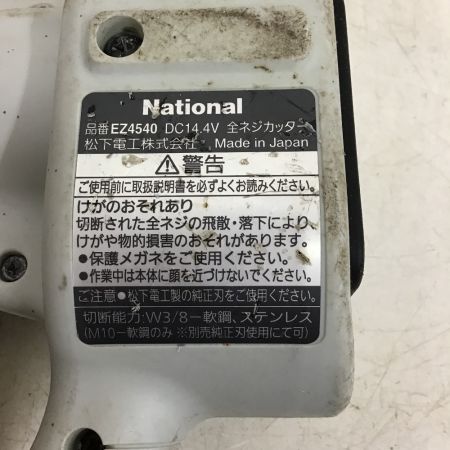 National
品番 EZ4540 DC14.4V 全ネジカッター
松下電工株式会社 Made in Japan
⚠警告
ご使用前に取扱説明書を必ずよくお読みください。
けがのおそれあり
切断された全ネジの飛散・落下により、
けがや物的損害のおそれがあります。
●保護メガネをご使用ください。
●作業中は本体に顔を近づけないでください。
ご注意●松下電工製の純正刃をご使用ください。
切断能力:W3/8－軟鋼、ステンレス
(M10－軟鋼のみ ※別売純正刃使用にて可)